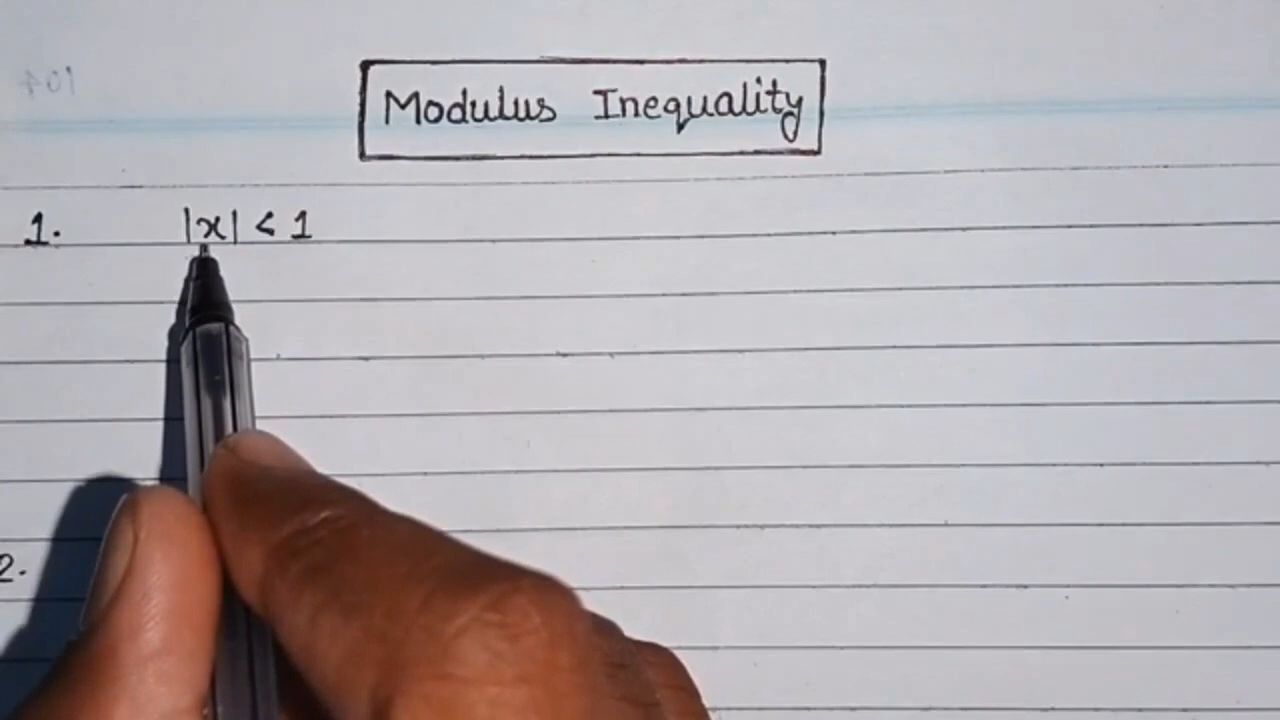 Modulus Inequality
1. |x| < 1
2.